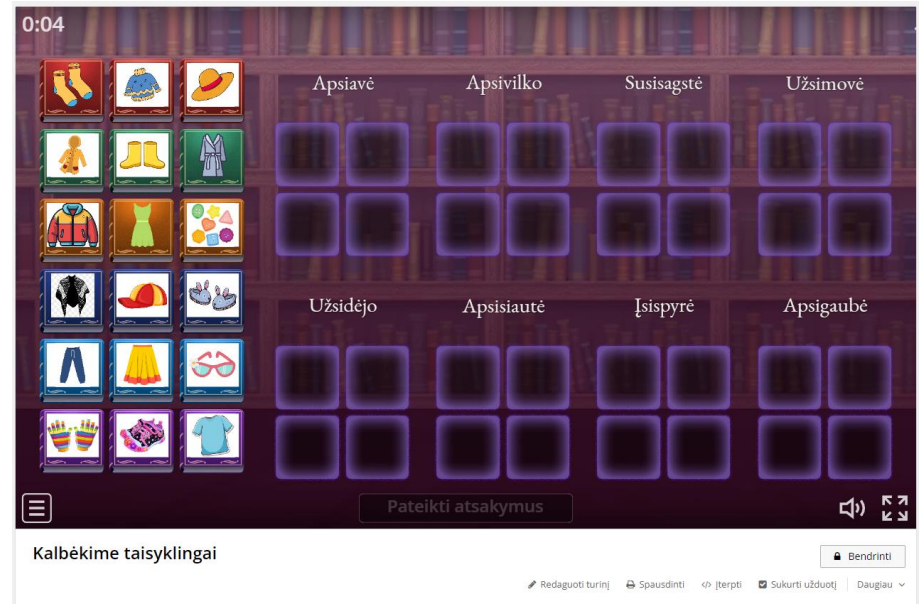 0:04
Apsiavė Apsivilko Susisagstė Užsimovė
Užsidėjo Apsisiautė Įsispyrė Apsigaubė
Pateikti atsakymus
Kalbėkime taisyklingai
Bendrinti
Redaguoti turinį Spausdinti Įterpti Sukurti užduotį Daugiau